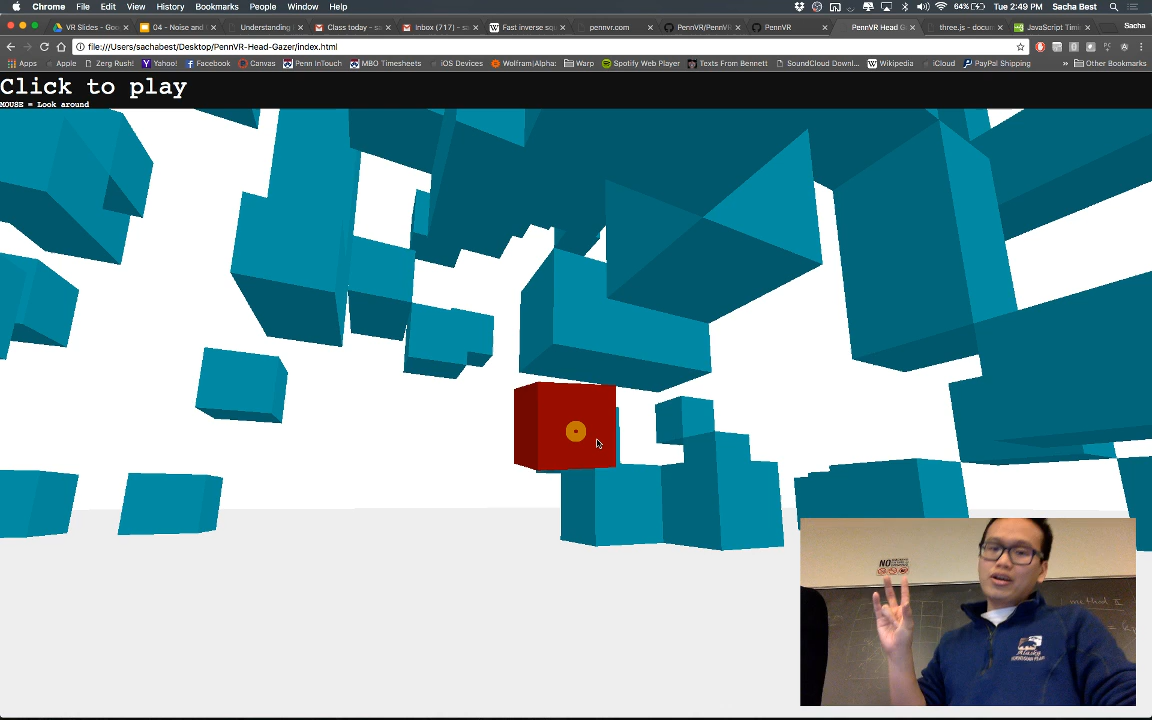 Chrome File Edit View History Bookmarks People Window Help 64% Tue 2:49 PM Sacha Best
VR Slides - Goo 04 - Noise and Understanding Class today - s Inbox (717) - s Fast inverse sq pennvr.com PennVR/PennVR PennVR PennVR Head G three.js - docum JavaScript Timi Sacha
file:///Users/sachabest/Desktop/PennVR-Head-Gazer/index.html
Apps Apple Zerg Rush! Yahoo! Facebook Canvas Penn InTouch MBO Timesheets iOS Devices Wolfram|Alpha: Warp Spotify Web Player Texts From Bennett SoundCloud Downl... Wikipedia iCloud PayPal Shipping » Other Bookmarks
Click to play
MOUSE = Look around
NO
method II
Alaska